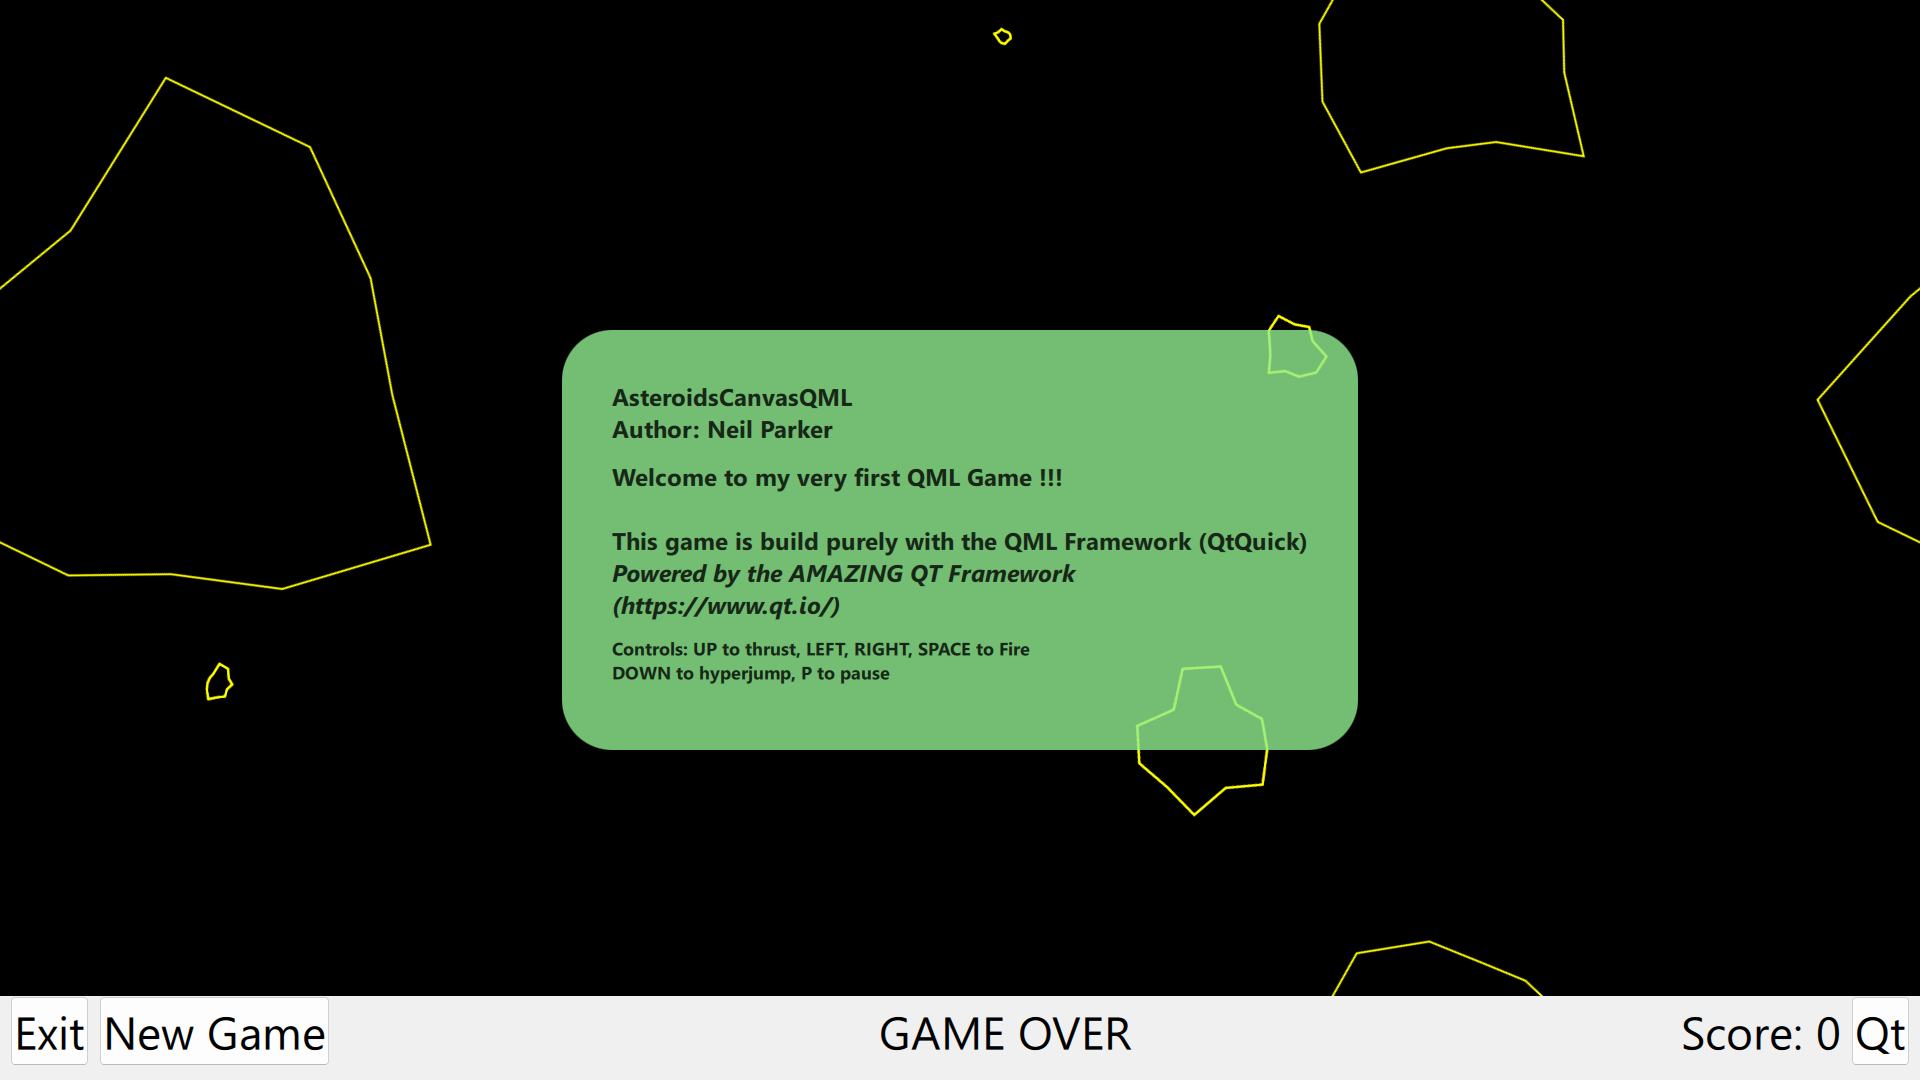 AsteroidsCanvasQML
Author: Neil Parker
Welcome to my very first QML Game !!!
This game is build purely with the QML Framework (QtQuick)
Powered by the AMAZING QT Framework
(https://www.qt.io/)
Controls: UP to thrust, LEFT, RIGHT, SPACE to Fire
DOWN to hyperjump, P to pause
Exit New Game GAME OVER Score: 0 Qt